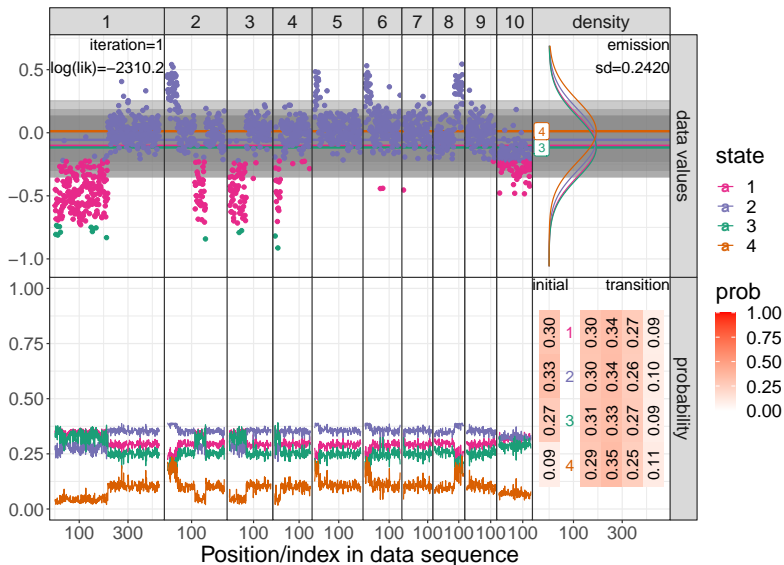 1 2 3 4 5 6 7 8 9 10 density
iteration=1
log(lik)=−2310.2
emission
sd=0.2420
0.5
0.0
−0.5
−1.0
4
3
data values
state
a 1
a 2
a 3
a 4
initial transition
1.00
0.75
0.50
0.25
0.00
0.30 1 0.30 0.34 0.27 0.09
0.33 2 0.30 0.34 0.26 0.10
0.27 3 0.31 0.33 0.27 0.09
0.09 4 0.29 0.35 0.25 0.11
probability
prob
1.00
0.75
0.50
0.25
0.00
100 300 100 100 100 100 100 100 100 100 100 100 300
Position/index in data sequence